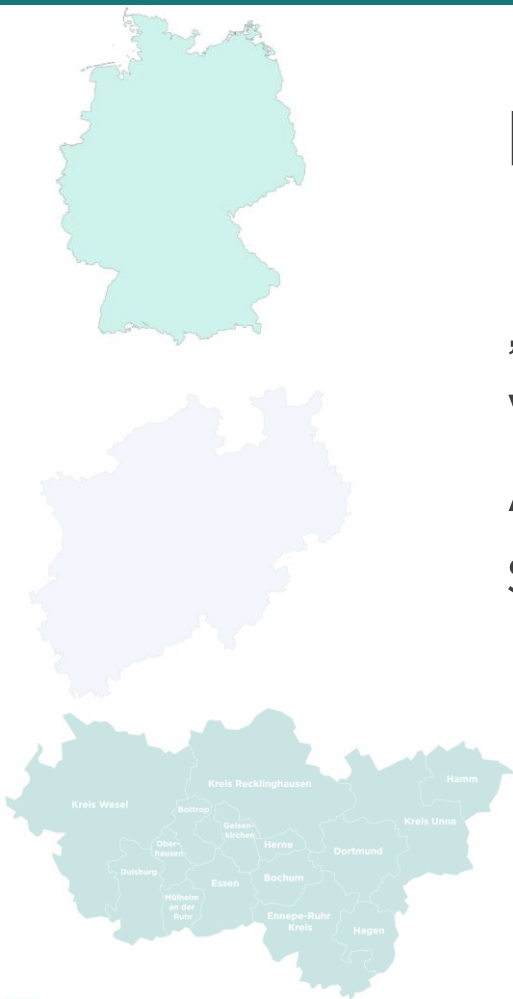 Hamm
Kreis Recklinghausen
Kreis Wesel
Bottrop
Kreis Unna
Gelsen-
kirchen
Ober-
hausen
Herne
Dortmund
Duisburg
Essen
Bochum
Mülheim
an der
Ruhr
Ennepe-Ruhr
Kreis
Hagen